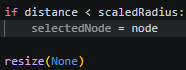 if distance < scaledRadius:
    selectedNode = node
resize(None)